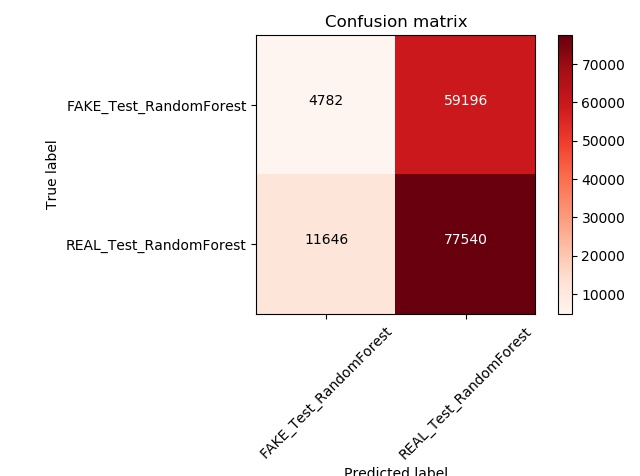 Confusion matrix
FAKE_Test_RandomForest
4782
59196
REAL_Test_RandomForest
11646
77540
True label
FAKE_Test_RandomForest
REAL_Test_RandomForest
Predicted label
70000
60000
50000
40000
30000
20000
10000